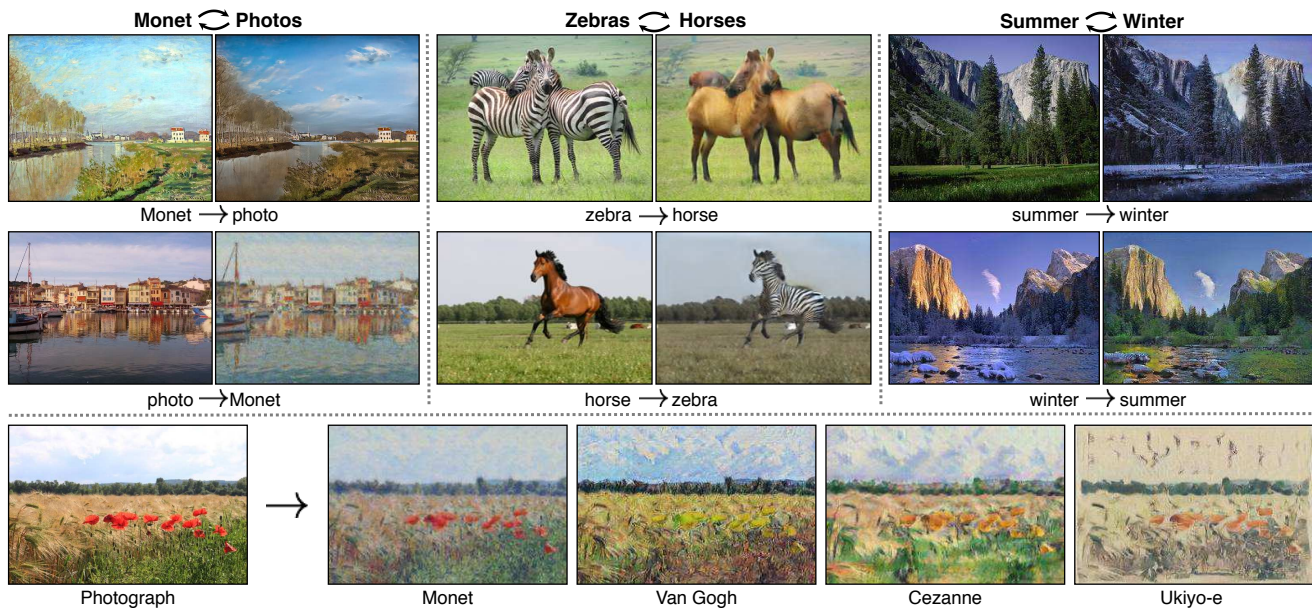 Monet ⇄ Photos
Zebras ⇄ Horses
Summer ⇄ Winter
Monet → photo
zebra → horse
summer → winter
photo → Monet
horse → zebra
winter → summer
Photograph
Monet
Van Gogh
Cezanne
Ukiyo-e